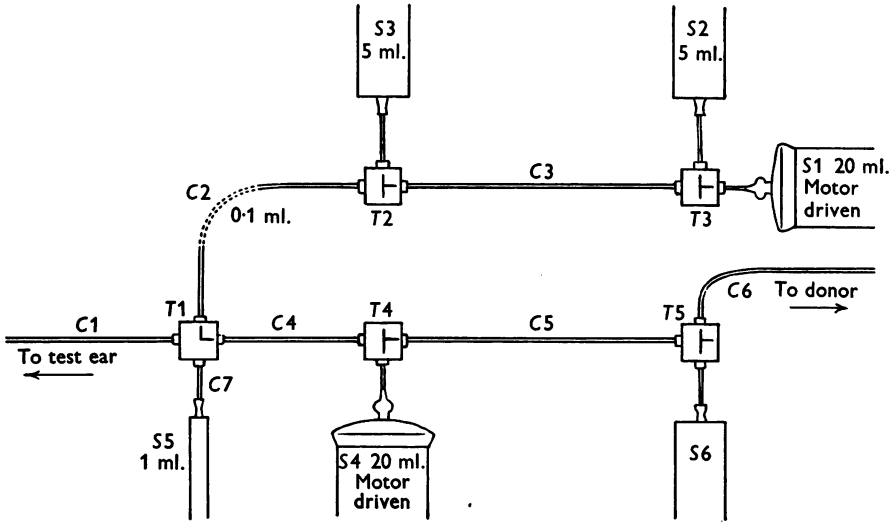 S3
5 ml.
S2
5 ml.
C3
S1 20 ml.
Motor
driven
C2
0·1 ml.
T2
T3
C6
To donor
T1
T4
T5
C1
C4
C5
To test ear
C7
S5
1 ml.
S4 20 ml.
Motor
driven
S6